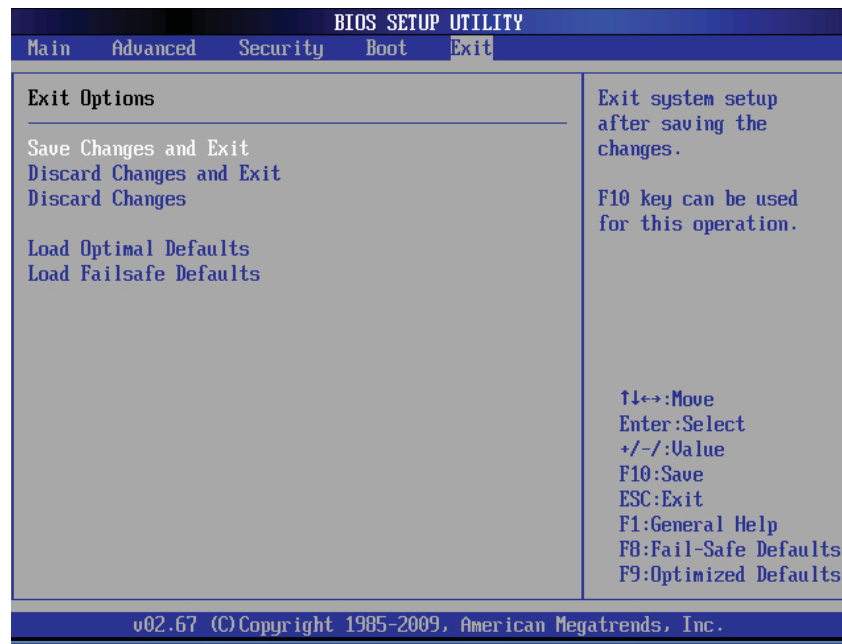 BIOS SETUP UTILITY
Main Advanced Security Boot Exit
Exit Options
Save Changes and Exit
Discard Changes and Exit
Discard Changes
Load Optimal Defaults
Load Failsafe Defaults
Exit system setup
after saving the
changes.
F10 key can be used
for this operation.
↑↓←→:Move
Enter:Select
+/-/:Value
F10:Save
ESC:Exit
F1:General Help
F8:Fail-Safe Defaults
F9:Optimized Defaults
v02.67 (C)Copyright 1985-2009, American Megatrends, Inc.